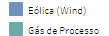 Eólica (Wind)
Gás de Processo